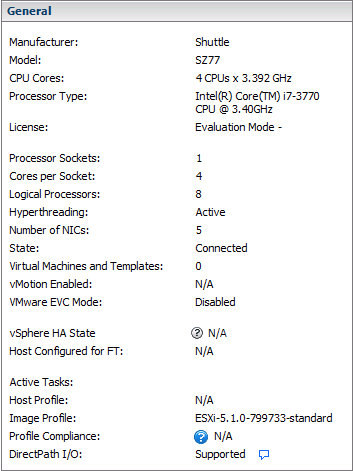 General
Manufacturer: Shuttle
Model: SZ77
CPU Cores: 4 CPUs x 3.392 GHz
Processor Type: Intel(R) Core(TM) i7-3770
CPU @ 3.40GHz
License: Evaluation Mode -
Processor Sockets: 1
Cores per Socket: 4
Logical Processors: 8
Hyperthreading: Active
Number of NICs: 5
State: Connected
Virtual Machines and Templates: 0
vMotion Enabled: N/A
VMware EVC Mode: Disabled
vSphere HA State ? N/A
Host Configured for FT: N/A
Active Tasks:
Host Profile: N/A
Image Profile: ESXi-5.1.0-799733-standard
Profile Compliance: ? N/A
DirectPath I/O: Supported